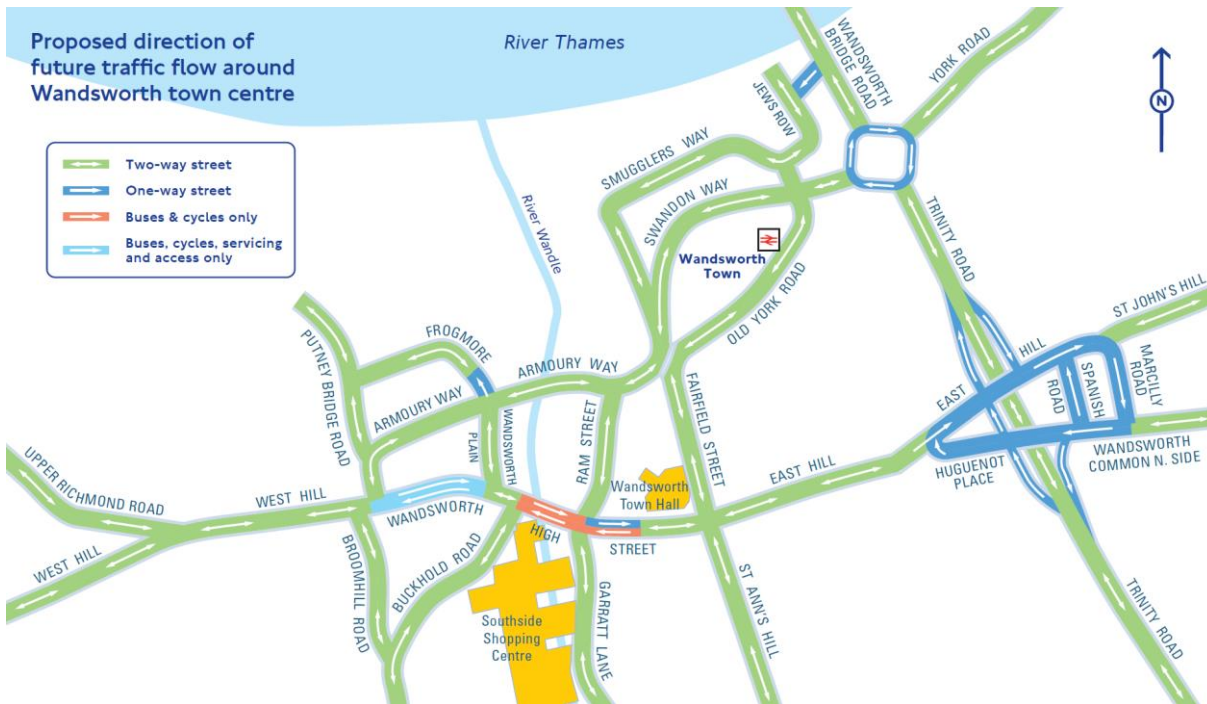 Proposed direction of
future traffic flow around
Wandsworth town centre
Two-way street
One-way street
Buses & cycles only
Buses, cycles, servicing
and access only
River Thames
N
WANDSWORTH
BRIDGE ROAD
YORK ROAD
JEWS ROW
SMUGGLERS WAY
SWANDON WAY
River Wandle
Wandsworth
Town
OLD YORK ROAD
TRINITY ROAD
ST JOHN'S HILL
PUTNEY BRIDGE ROAD
FROGMORE
ARMOURY WAY
ARMOURY WAY
WANDSWORTH
PLAIN
RAM STREET
FAIRFIELD STREET
EAST HILL
SPANISH
ROAD
MARCILLY
ROAD
UPPER RICHMOND ROAD
WEST HILL
WEST HILL
WANDSWORTH
HIGH
STREET
Wandsworth
Town Hall
EAST HILL
HUGUENOT
PLACE
WANDSWORTH
COMMON N. SIDE
BROOMHILL ROAD
BUCKHOLD ROAD
Southside
Shopping
Centre
GARRATT LANE
ST ANN'S HILL
TRINITY ROAD